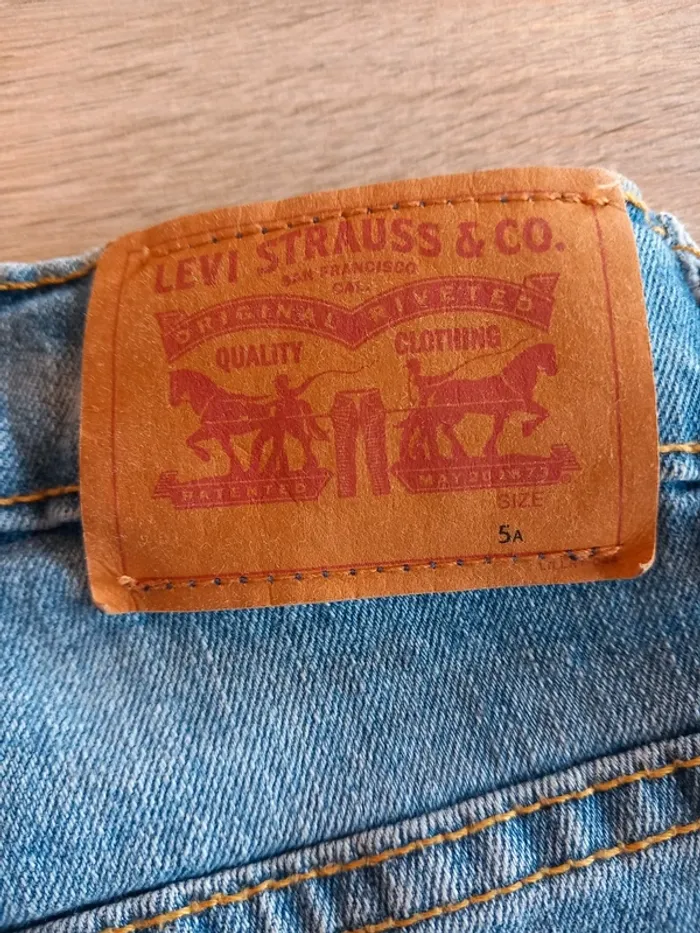 LEVI STRAUSS & CO.
SAN FRANCISCO
CAL.
ORIGINAL RIVETED
QUALITY CLOTHING
PATENTED MAY 20 1873
SIZE
5A